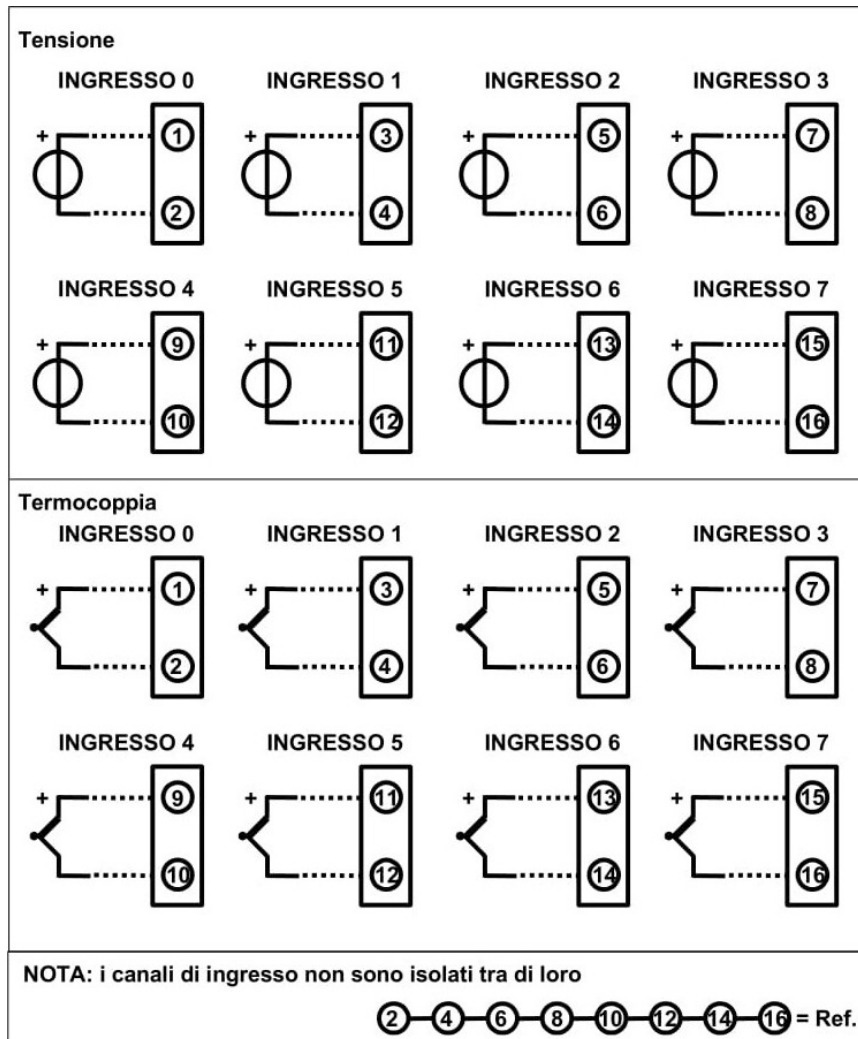 Tensione
INGRESSO 0 INGRESSO 1 INGRESSO 2 INGRESSO 3
+ 1 + 3 + 5 + 7
2 4 6 8
INGRESSO 4 INGRESSO 5 INGRESSO 6 INGRESSO 7
+ 9 + 11 + 13 + 15
10 12 14 16
Termocoppia
INGRESSO 0 INGRESSO 1 INGRESSO 2 INGRESSO 3
+ 1 + 3 + 5 + 7
2 4 6 8
INGRESSO 4 INGRESSO 5 INGRESSO 6 INGRESSO 7
+ 9 + 11 + 13 + 15
10 12 14 16
NOTA: i canali di ingresso non sono isolati tra di loro
2 4 6 8 10 12 14 16 = Ref.